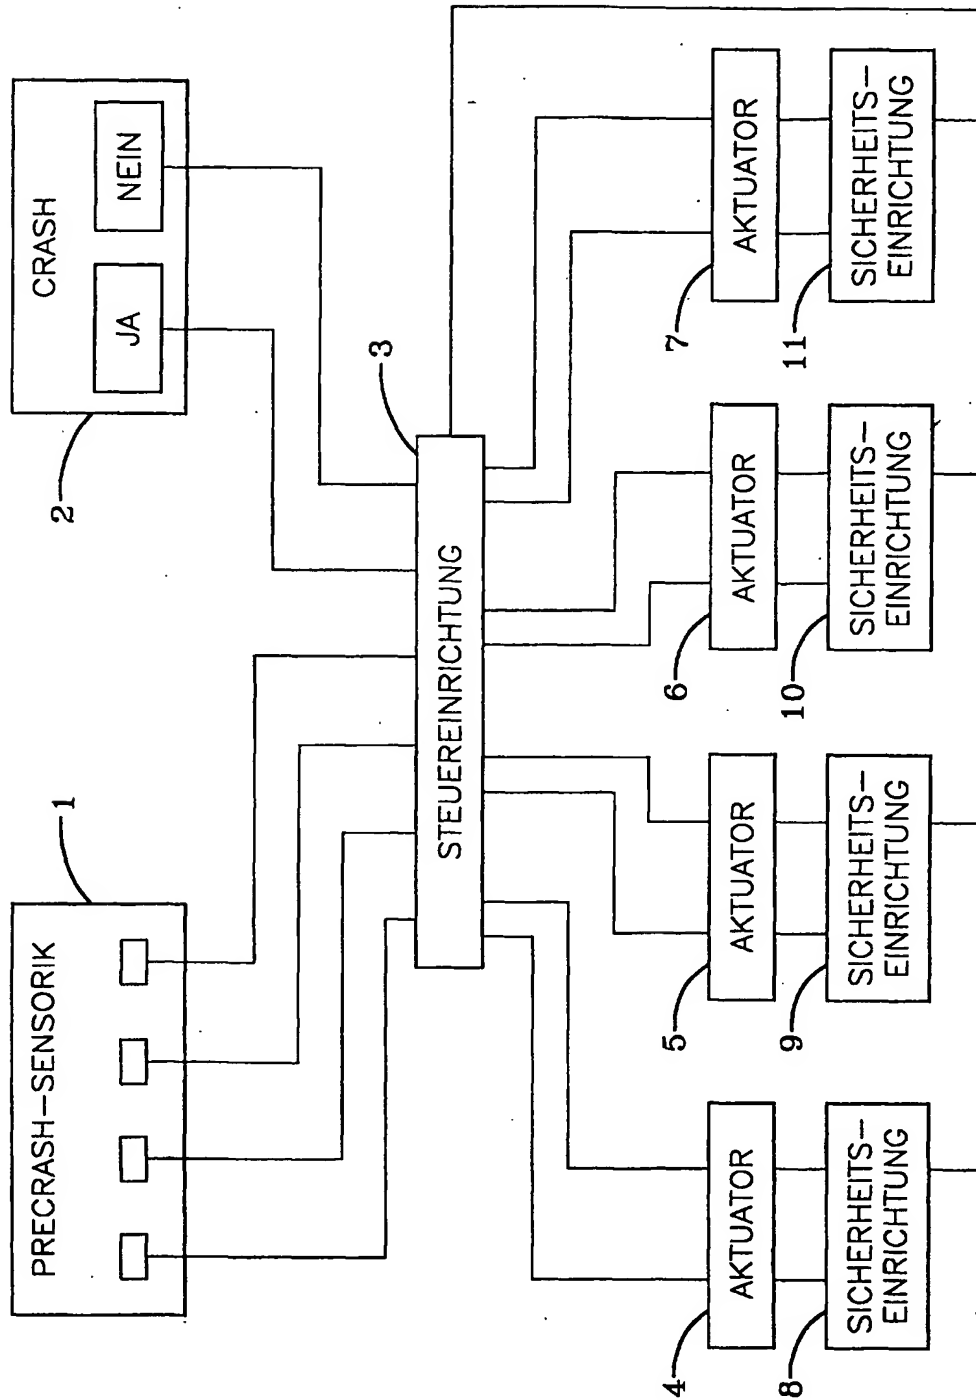 PRECRASH–SENSORIK
1
CRASH
JA
NEIN
2
STEUEREINRICHTUNG
3
AKTUATOR
4
AKTUATOR
5
AKTUATOR
6
AKTUATOR
7
SICHERHEITS–
EINRICHTUNG
8
SICHERHEITS–
EINRICHTUNG
9
SICHERHEITS–
EINRICHTUNG
10
SICHERHEITS–
EINRICHTUNG
11